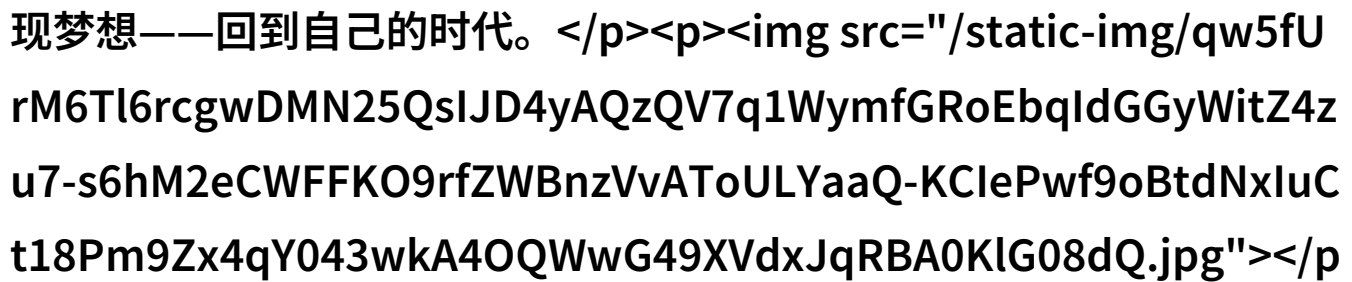 现梦想——回到自己的时代。</p><p><img src="/static-img/qw5fU
rM6Tl6rcgwDMN25QsIJD4yAQzQV7q1WymfGRoEbqIdGGyWitZ4z
u7-s6hM2eCWFFKO9rfZWBnzVvAToULYaaQ-KCIePwf9oBtdNxIuC
t18Pm9Zx4qY043wkA4OQWwG49XVdxJqRBA0KlG08dQ.jpg"></p